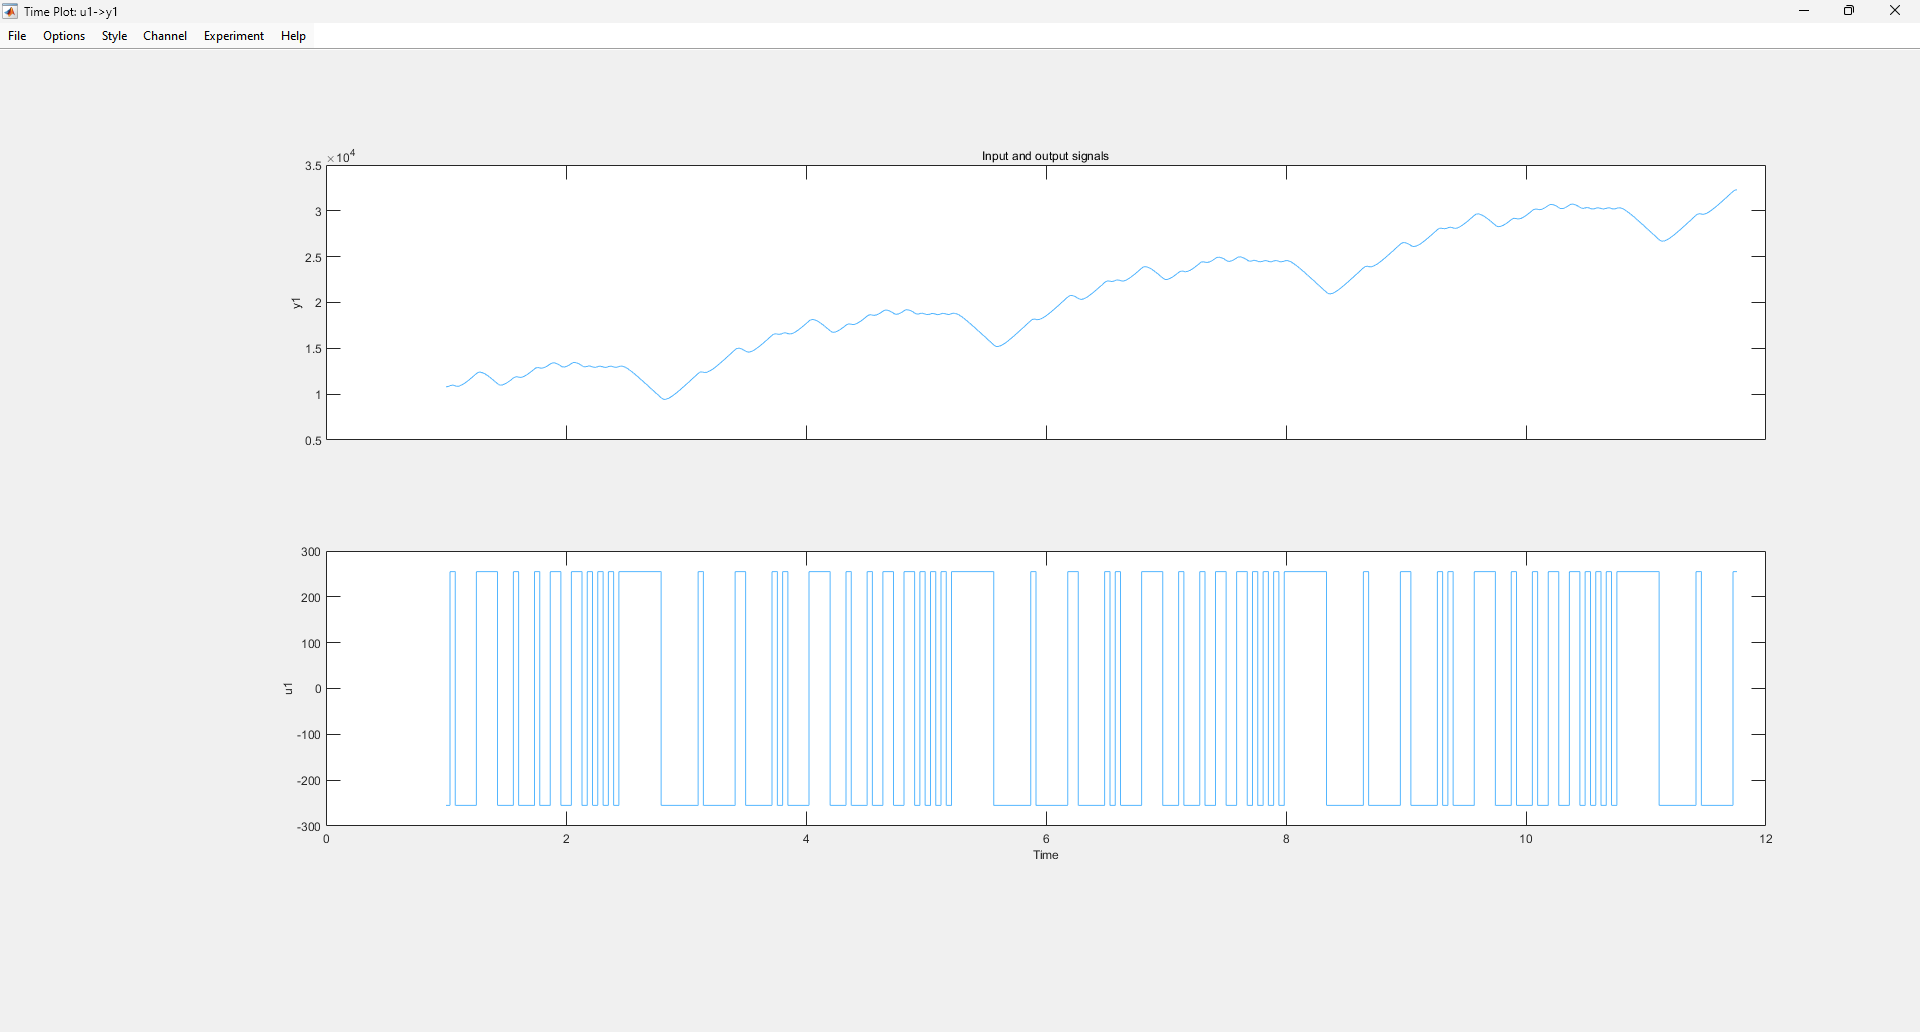 Time Plot: u1->y1
File Options Style Channel Experiment Help
×10⁴
Input and output signals
3.5
3
2.5
2
1.5
1
0.5
y1
300
200
100
0
-100
-200
-300
u1
0 2 4 6 8 10 12
Time